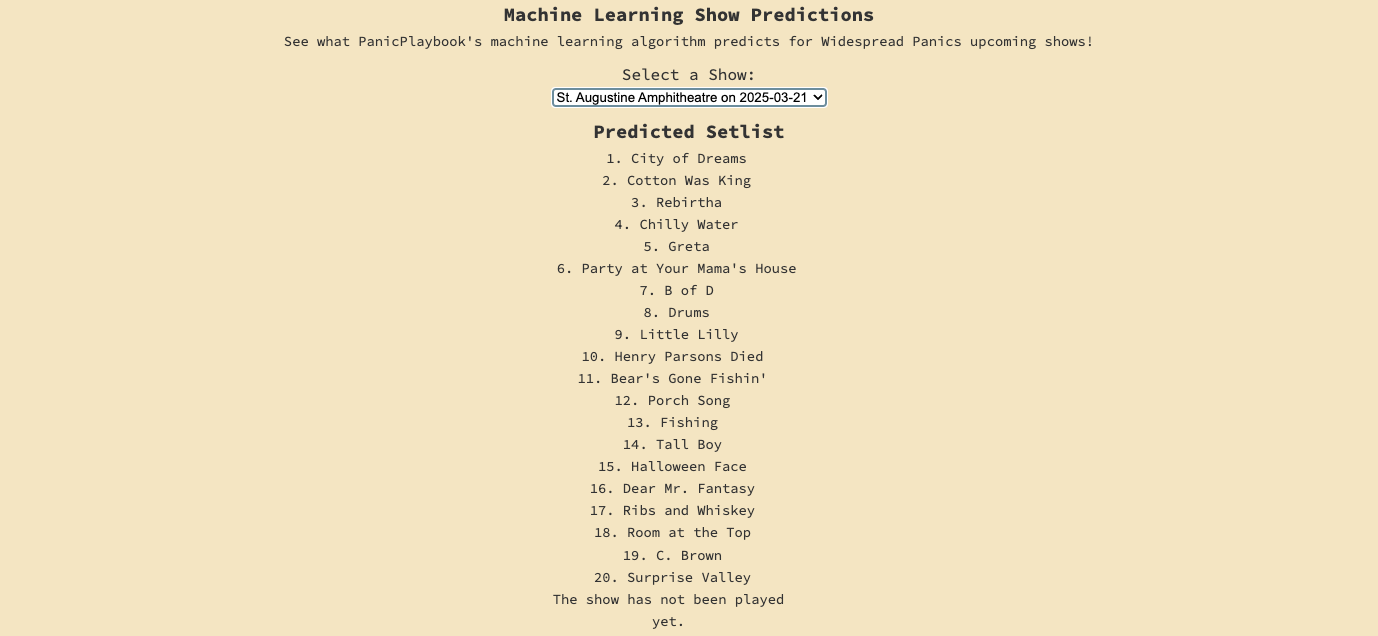 Machine Learning Show Predictions
See what PanicPlaybook's machine learning algorithm predicts for Widespread Panics upcoming shows!
Select a Show:
St. Augustine Amphitheatre on 2025-03-21
Predicted Setlist
1. City of Dreams
2. Cotton Was King
3. Rebirtha
4. Chilly Water
5. Greta
6. Party at Your Mama's House
7. B of D
8. Drums
9. Little Lilly
10. Henry Parsons Died
11. Bear's Gone Fishin'
12. Porch Song
13. Fishing
14. Tall Boy
15. Halloween Face
16. Dear Mr. Fantasy
17. Ribs and Whiskey
18. Room at the Top
19. C. Brown
20. Surprise Valley
The show has not been played
yet.